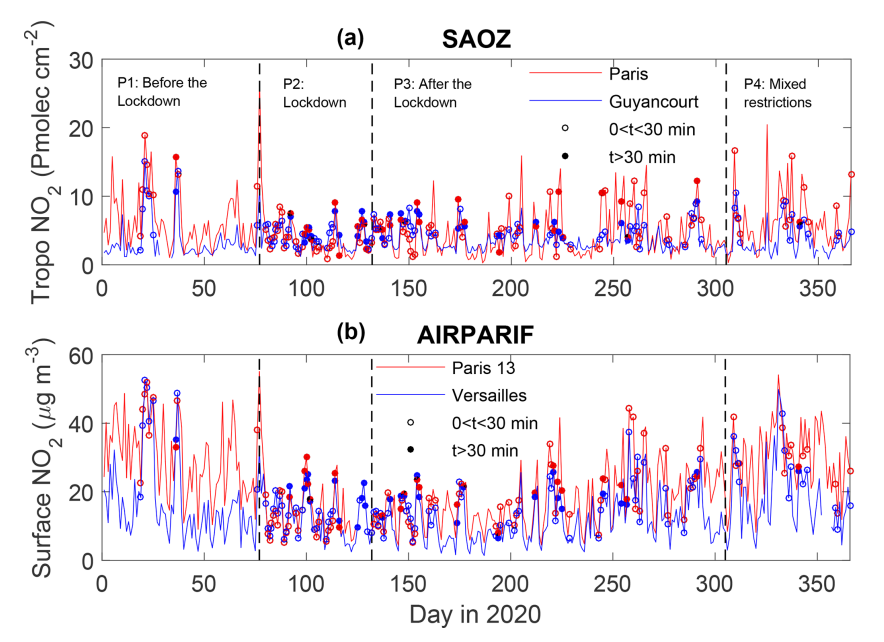 (a) SAOZ
Tropo NO2 (Pmolec cm-2)
30
20
10
0
P1: Before the
Lockdown
P2:
Lockdown
P3: After the
Lockdown
P4: Mixed
restrictions
Paris
Guyancourt
0<t<30 min
t>30 min
0 50 100 150 200 250 300 350
(b) AIRPARIF
Surface NO2 (μg m-3)
60
40
20
0
Paris 13
Versailles
0<t<30 min
t>30 min
0 50 100 150 200 250 300 350
Day in 2020